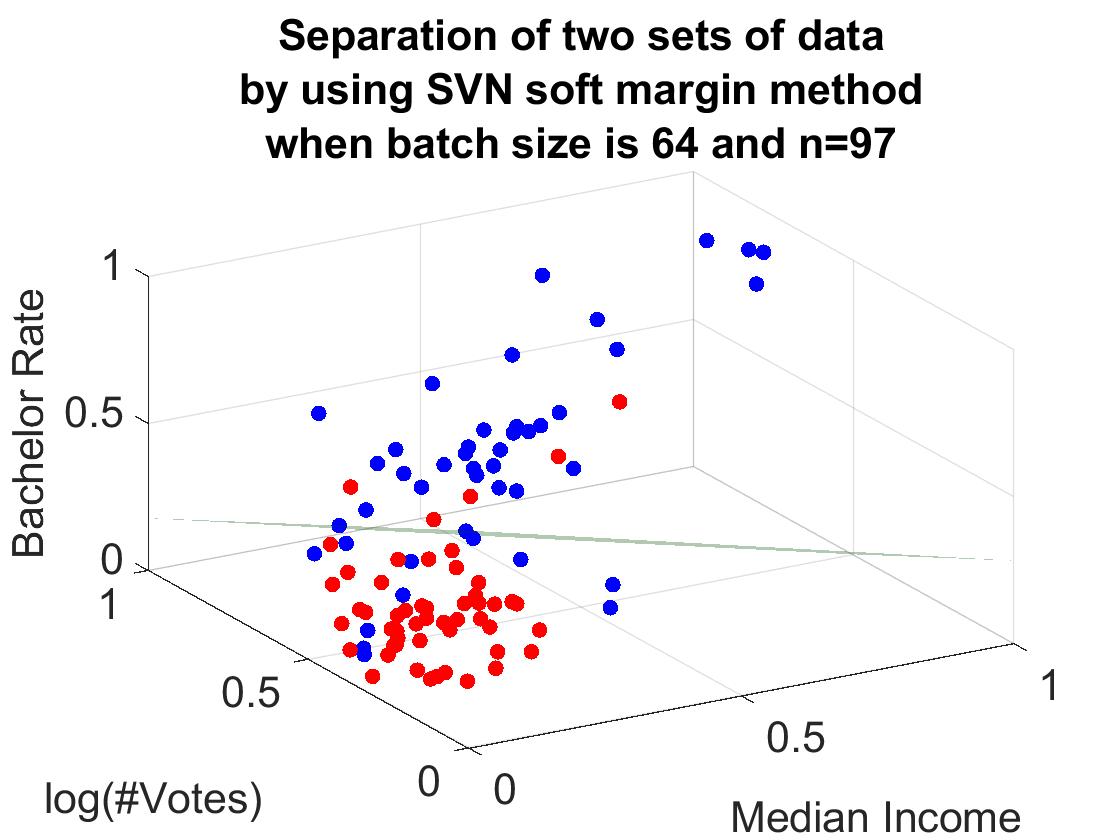 Separation of two sets of data
by using SVN soft margin method
when batch size is 64 and n=97
1
0.5
0
Bachelor Rate
1
0.5
0
log(#Votes)
0
0.5
1
Median Income